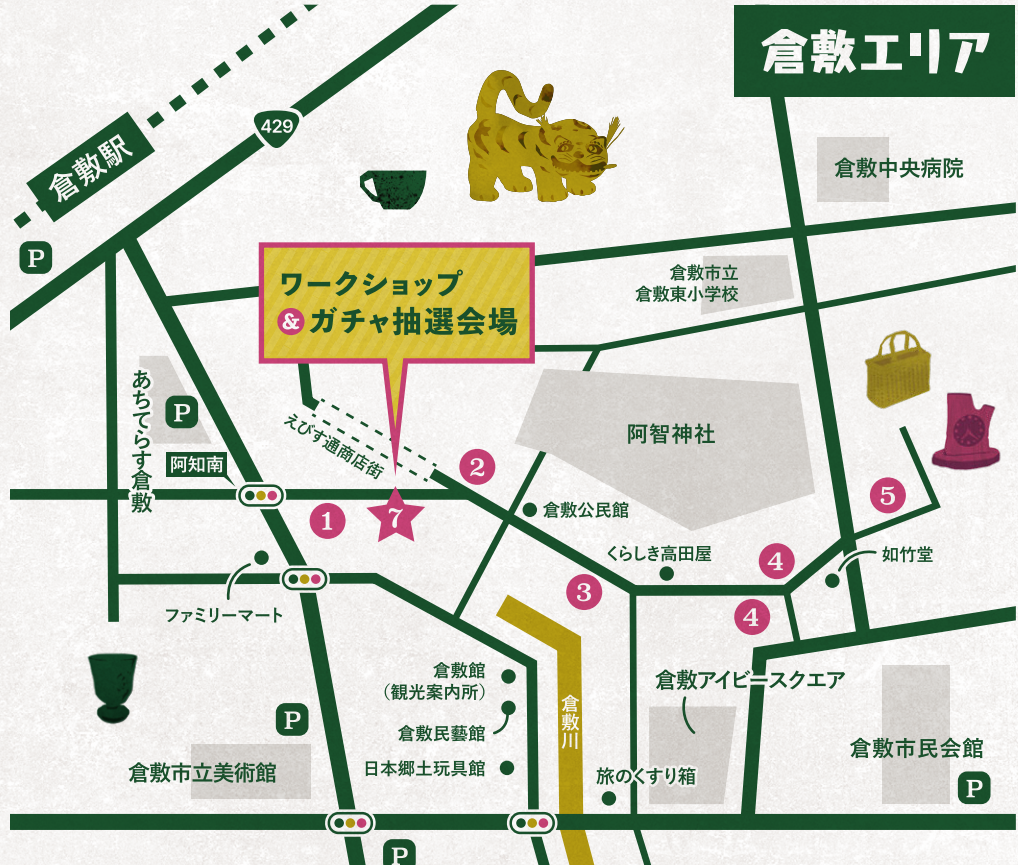 倉敷エリア
429
倉敷駅
P
倉敷中央病院
ワークショップ
&ガチャ抽選会場
倉敷市立
倉敷東小学校
あちてらす倉敷
P
えびす通商店街
阿智神社
阿知南
2
5
1
7
倉敷公民館
くらしき高田屋
4
如竹堂
ファミリーマート
3
4
倉敷館
(観光案内所)
倉敷アイビースクエア
倉敷川
P
倉敷民藝館
倉敷市民会館
倉敷市立美術館
日本郷土玩具館
旅のくすり箱
P
P